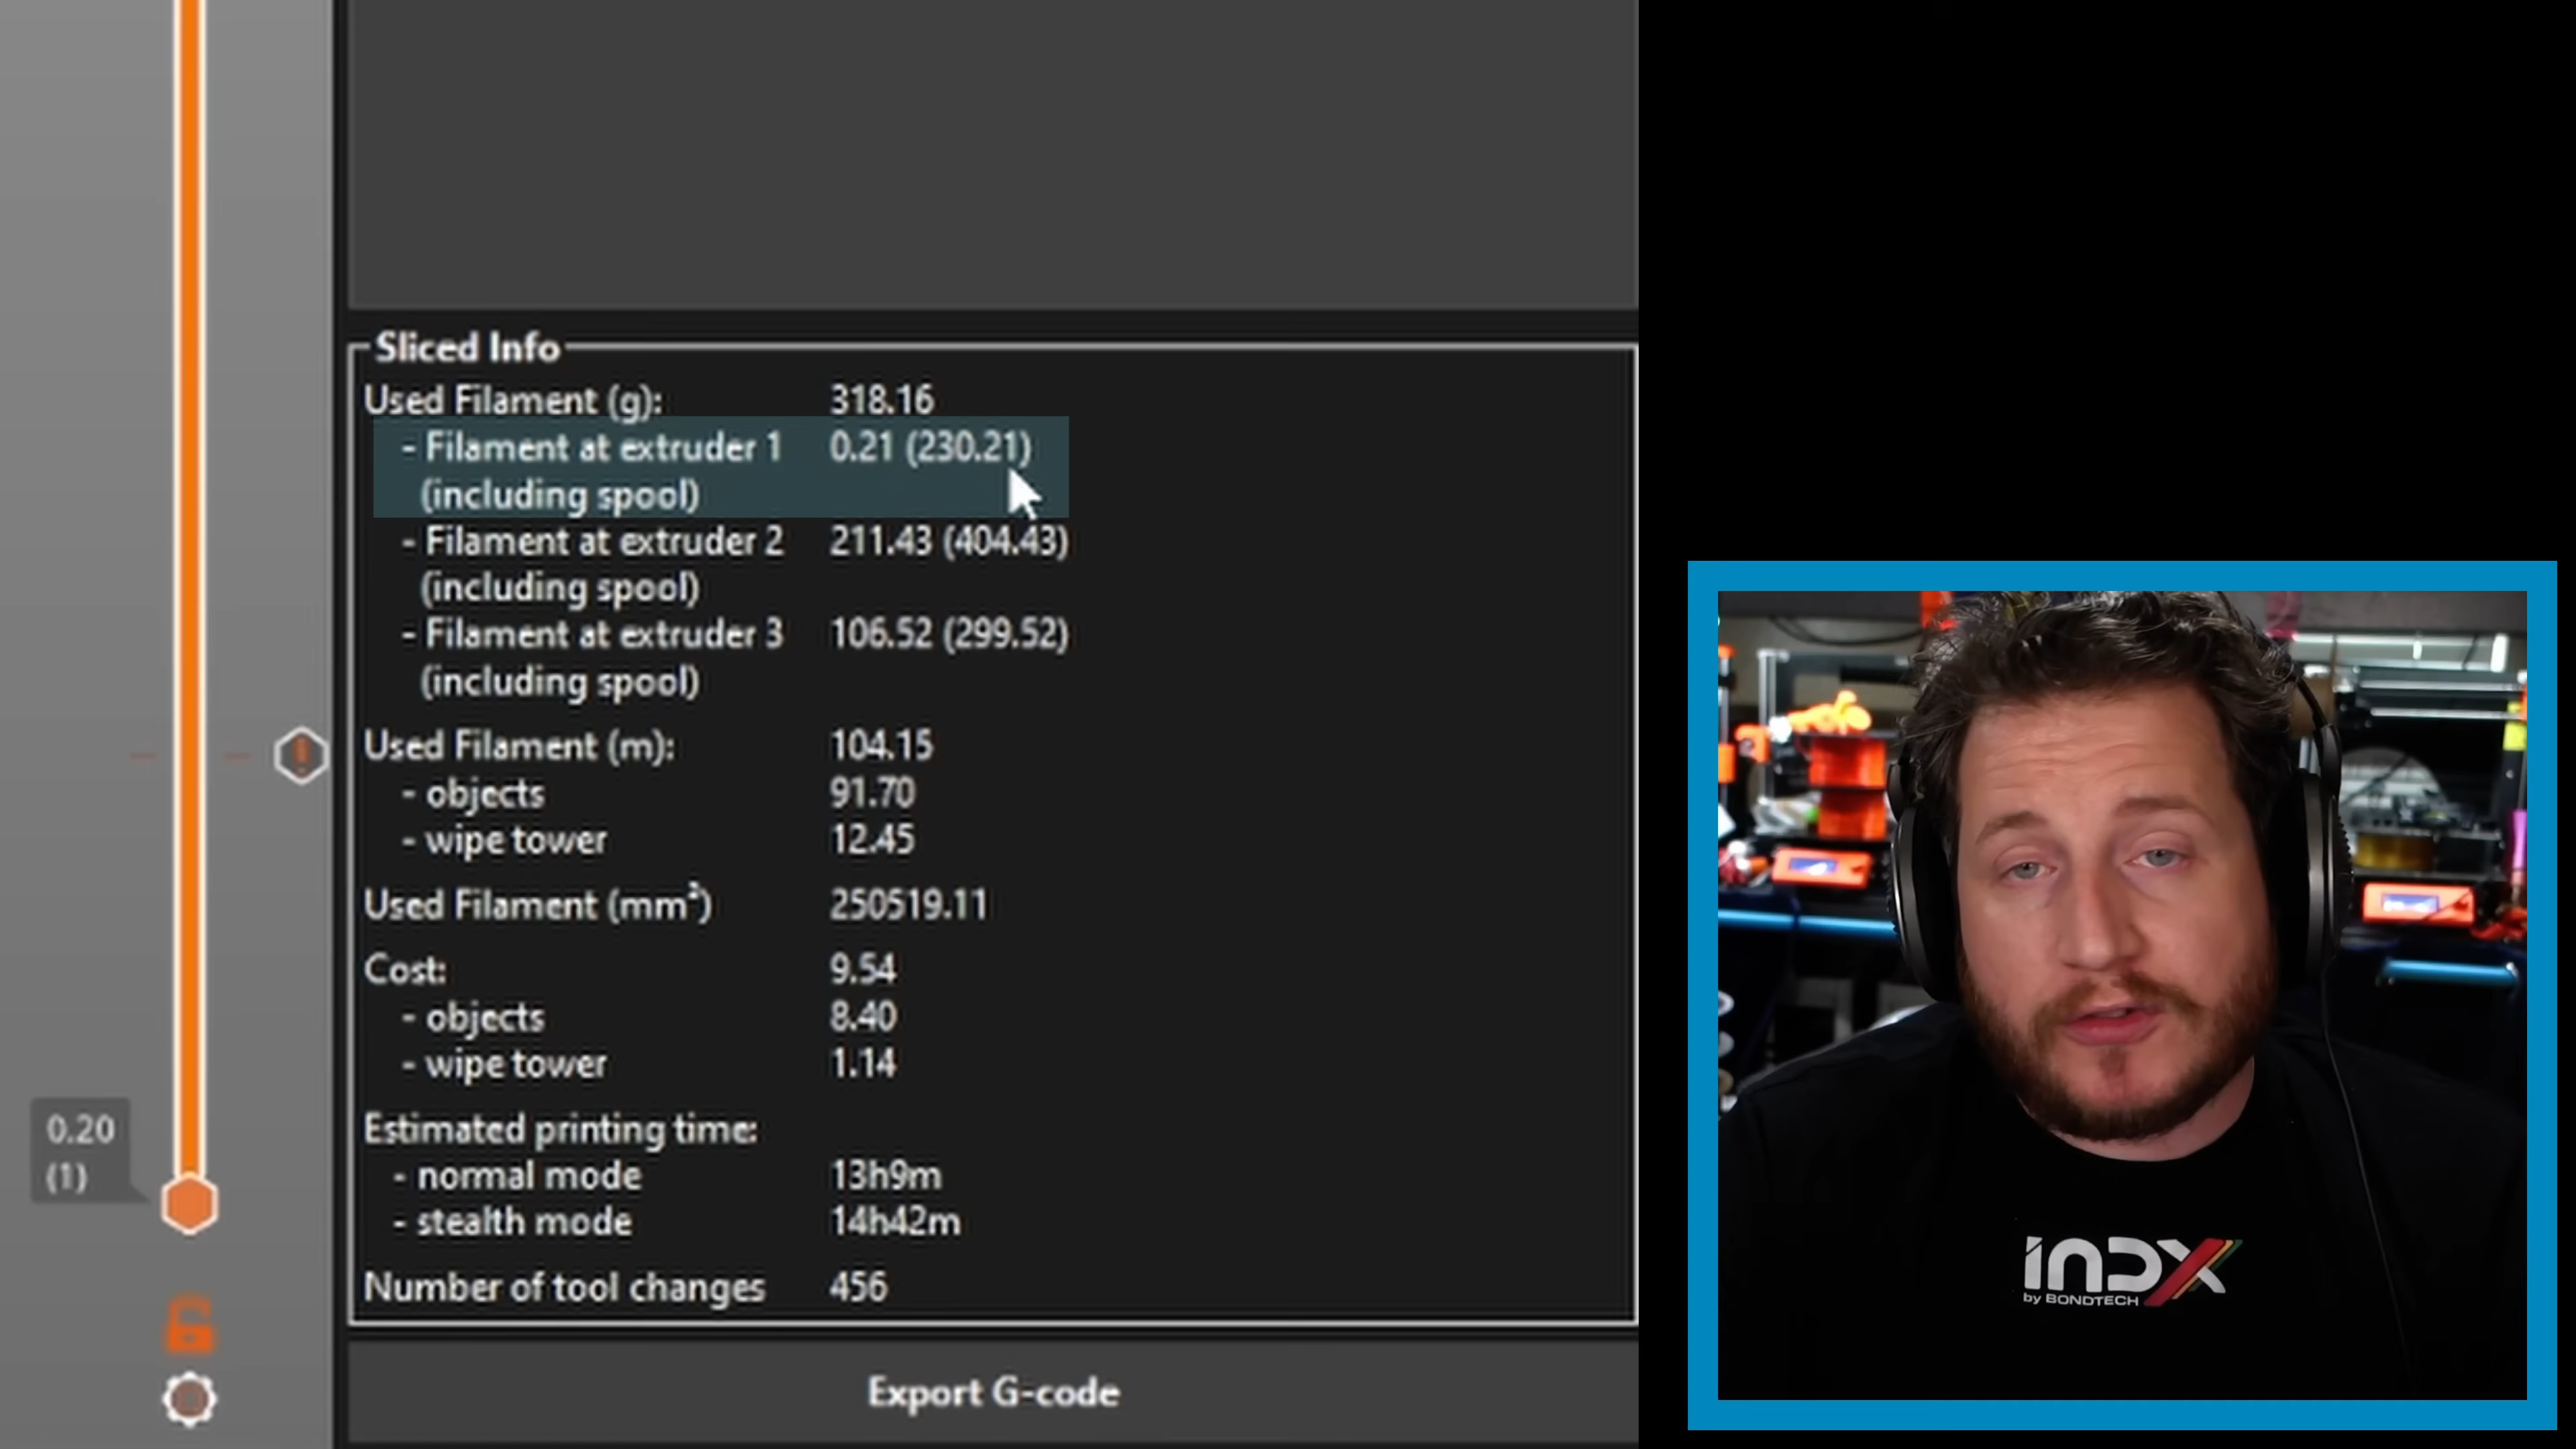 Sliced Info
Used Filament (g): 318.16
- Filament at extruder 1 0.21 (230.21)
(including spool)
- Filament at extruder 2 211.43 (404.43)
(including spool)
- Filament at extruder 3 106.52 (299.52)
(including spool)
Used Filament (m): 104.15
- objects 91.70
- wipe tower 12.45
Used Filament (mm³) 250519.11
Cost: 9.54
- objects 8.40
- wipe tower 1.14
Estimated printing time:
- normal mode 13h9m
- stealth mode 14h42m
Number of tool changes 456
Export G-code
0.20
(1)
INDX
by BONDTECH